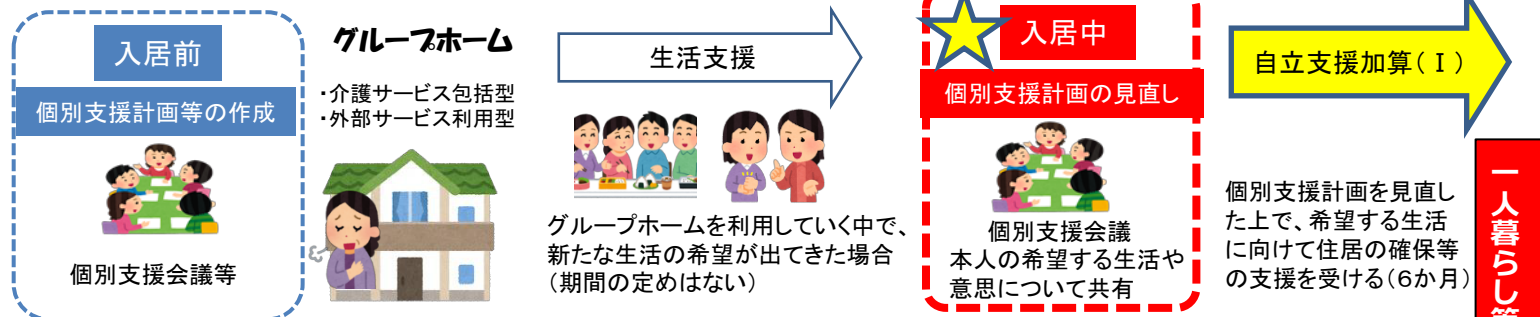 入居前
個別支援計画等の作成
個別支援会議等
グループホーム
・介護サービス包括型
・外部サービス利用型
生活支援
グループホームを利用していく中で、
新たな生活の希望が出てきた場合
(期間の定めはない)
入居中
個別支援計画の見直し
個別支援会議
本人の希望する生活や
意思について共有
自立支援加算(Ⅰ)
個別支援計画を見直し
た上で、希望する生活
に向けて住居の確保等
の支援を受ける(6か月)
一人暮らし等